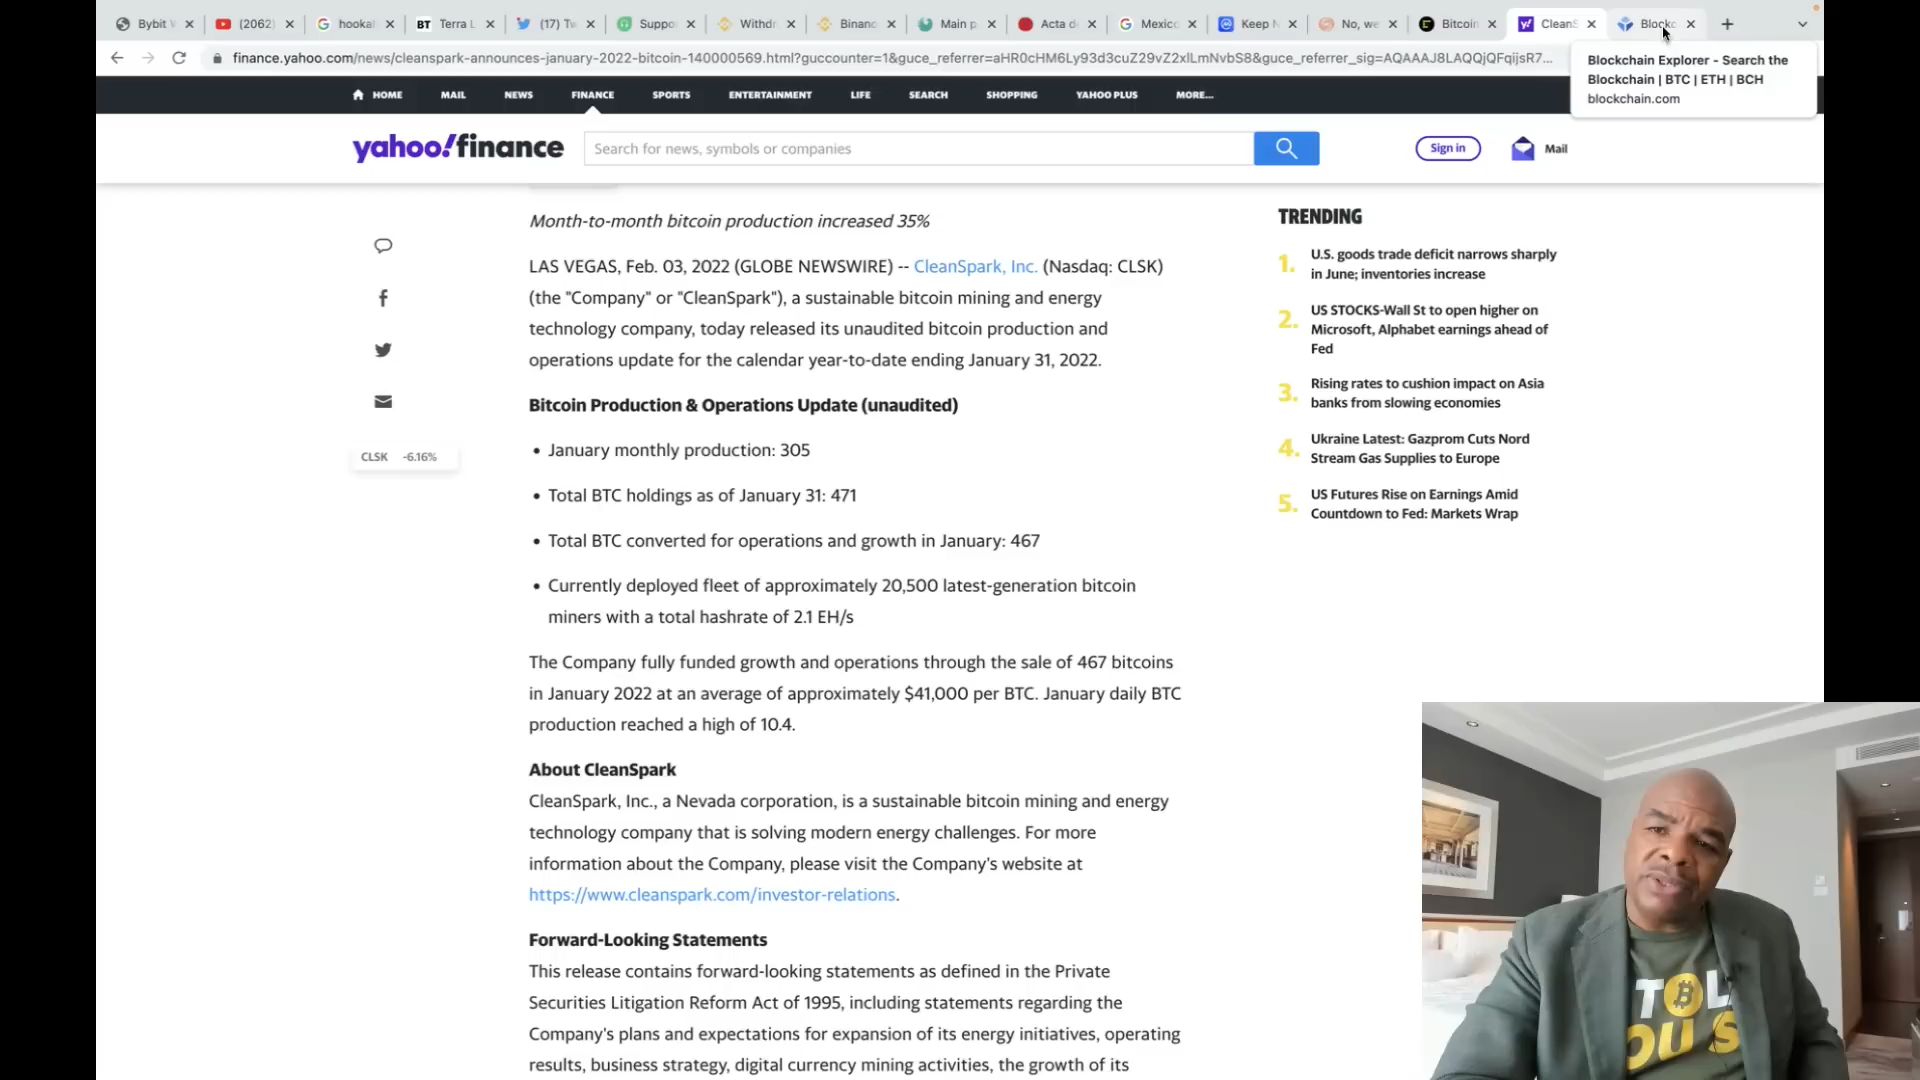 Bybit
(2062)
hooka
BT Terra L
(17) Tw
Suppo
Withdr
Binanc
Main p
Acta d
Mexico
Keep N
No, we
Bitcoin
CleanS
Blockc
finance.yahoo.com/news/cleanspark-announces-january-2022-bitcoin-140000569.html?guccounter=1&guce_referrer=aHR0cHM6Ly93d3cuZ29vZ2xlLmNvbS8&guce_referrer_sig=AQAAAJ8LAQQjQFqijsR7...
Blockchain Explorer - Search the
Blockchain | BTC | ETH | BCH
blockchain.com
HOME MAIL NEWS FINANCE SPORTS ENTERTAINMENT LIFE SEARCH SHOPPING YAHOO PLUS MORE...
yahoo!finance
Search for news, symbols or companies
Sign in
Mail
Month-to-month bitcoin production increased 35%
LAS VEGAS, Feb. 03, 2022 (GLOBE NEWSWIRE) -- CleanSpark, Inc. (Nasdaq: CLSK)
(the "Company" or "CleanSpark"), a sustainable bitcoin mining and energy
technology company, today released its unaudited bitcoin production and
operations update for the calendar year-to-date ending January 31, 2022.
Bitcoin Production & Operations Update (unaudited)
• January monthly production: 305
CLSK -6.16%
• Total BTC holdings as of January 31: 471
• Total BTC converted for operations and growth in January: 467
• Currently deployed fleet of approximately 20,500 latest-generation bitcoin
miners with a total hashrate of 2.1 EH/s
The Company fully funded growth and operations through the sale of 467 bitcoins
in January 2022 at an average of approximately $41,000 per BTC. January daily BTC
production reached a high of 10.4.
About CleanSpark
CleanSpark, Inc., a Nevada corporation, is a sustainable bitcoin mining and energy
technology company that is solving modern energy challenges. For more
information about the Company, please visit the Company's website at
https://www.cleanspark.com/investor-relations.
Forward-Looking Statements
This release contains forward-looking statements as defined in the Private
Securities Litigation Reform Act of 1995, including statements regarding the
Company's plans and expectations for expansion of its energy initiatives, operating
results, business strategy, digital currency mining activities, the growth of its
TRENDING
1. U.S. goods trade deficit narrows sharply
in June; inventories increase
2. US STOCKS-Wall St to open higher on
Microsoft, Alphabet earnings ahead of
Fed
3. Rising rates to cushion impact on Asia
banks from slowing economies
4. Ukraine Latest: Gazprom Cuts Nord
Stream Gas Supplies to Europe
5. US Futures Rise on Earnings Amid
Countdown to Fed: Markets Wrap